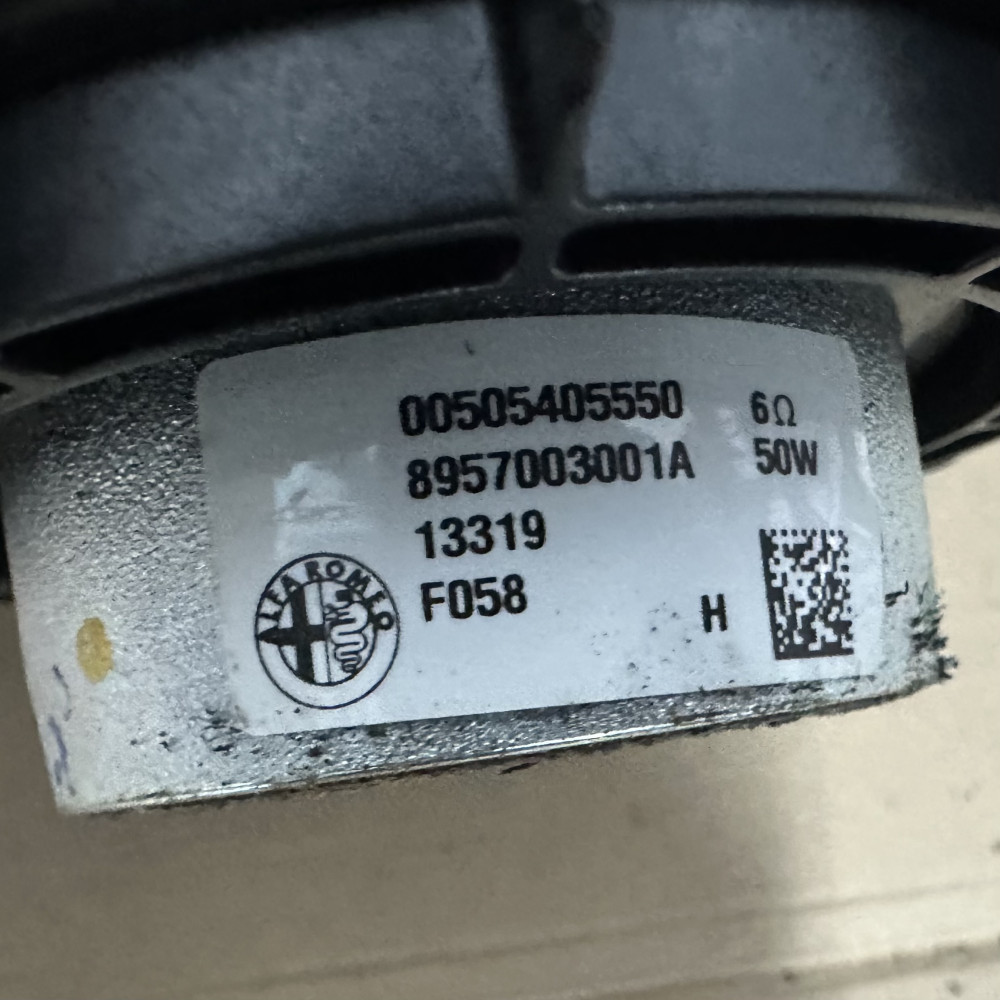 00505405550
6Ω
8957003001A
50W
13319
F058
H
ALFA ROMEO